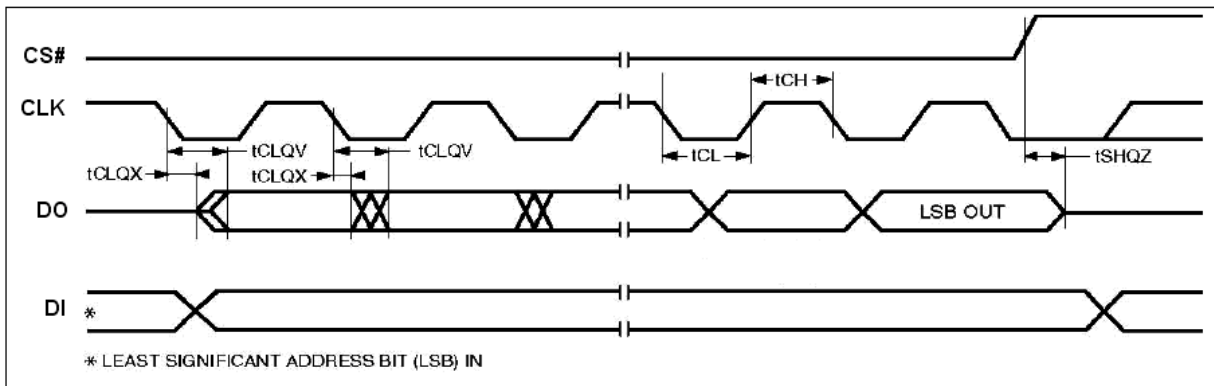 CS#
CLK
tCH
tCLQV
tCLQV
tCL
tSHQZ
tCLQX
tCLQX
DO
LSB OUT
DI
*
* LEAST SIGNIFICANT ADDRESS BIT (LSB) IN